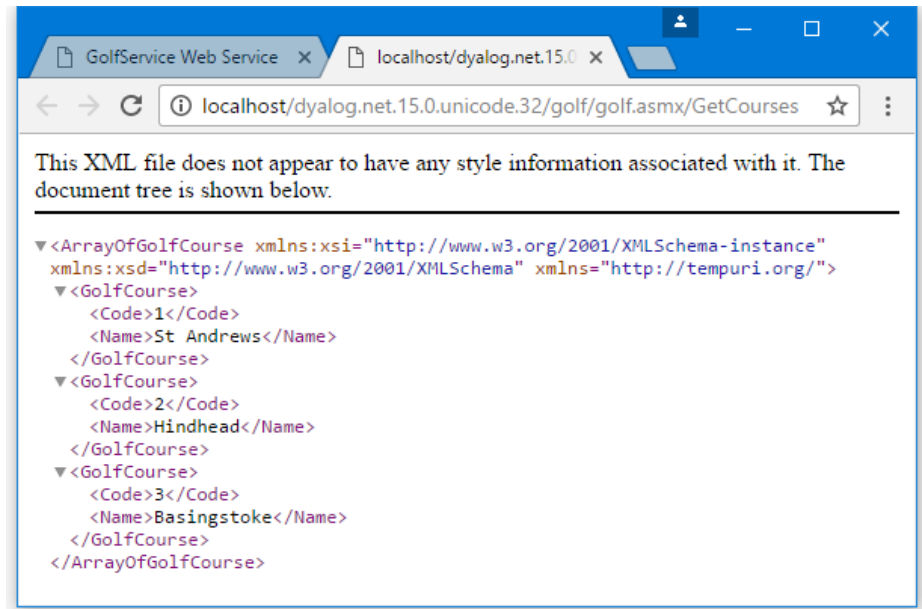 GolfService Web Service
localhost/dyalog.net.15.0
localhost/dyalog.net.15.0.unicode.32/golf/golf.asmx/GetCourses
This XML file does not appear to have any style information associated with it. The
document tree is shown below.
<ArrayOfGolfCourse xmlns:xsi="http://www.w3.org/2001/XMLSchema-instance"
xmlns:xsd="http://www.w3.org/2001/XMLSchema" xmlns="http://tempuri.org/">
<GolfCourse>
<Code>1</Code>
<Name>St Andrews</Name>
</GolfCourse>
<GolfCourse>
<Code>2</Code>
<Name>Hindhead</Name>
</GolfCourse>
<GolfCourse>
<Code>3</Code>
<Name>Basingstoke</Name>
</GolfCourse>
</ArrayOfGolfCourse>